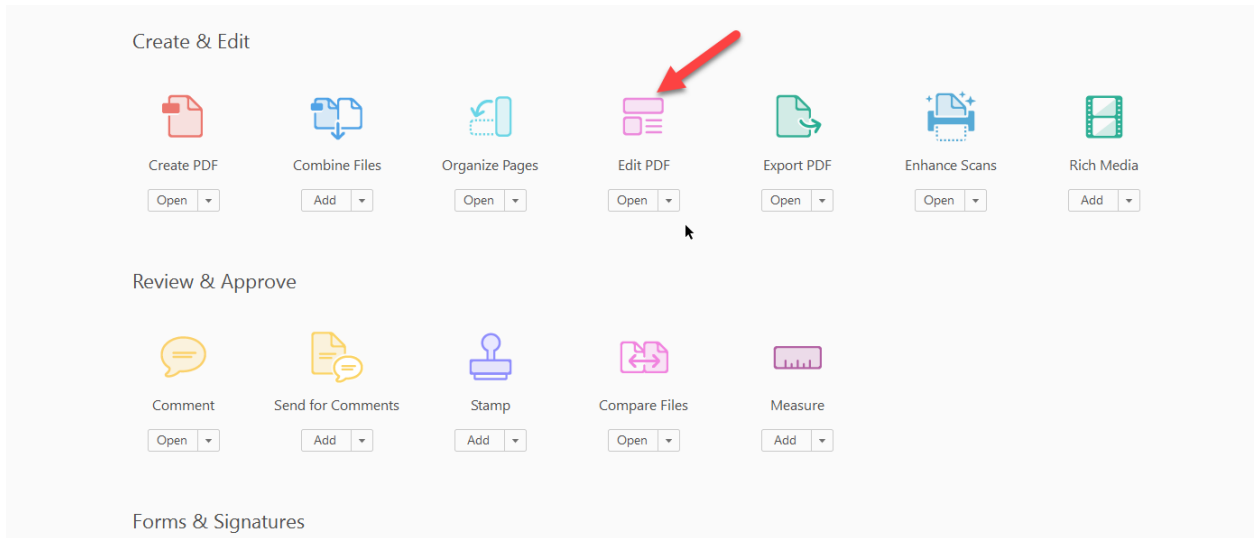 Create & Edit
Create PDF Combine Files Organize Pages Edit PDF Export PDF Enhance Scans Rich Media
Open Add Open Open Open Open Add
Review & Approve
Comment Send for Comments Stamp Compare Files Measure
Open Add Add Open Add
Forms & Signatures